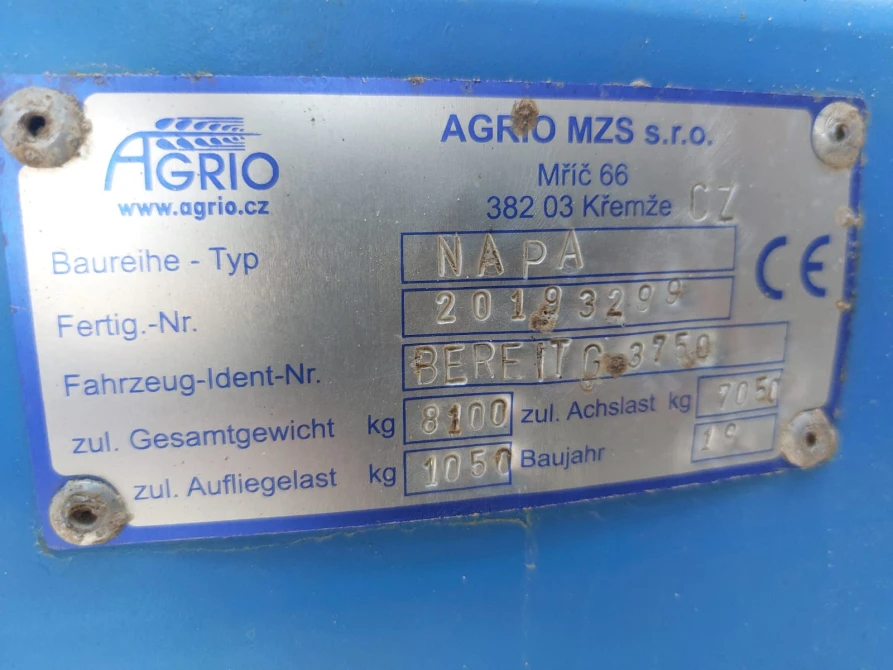 AGRIO
www.agrio.cz
AGRIO MZS s.r.o.
Mříč 66
382 03 Křemže CZ
Baureihe - Typ NAPA
CE
Fertig.-Nr. 20193299
Fahrzeug-Ident-Nr. BEREITG 3750
zul. Gesamtgewicht kg 8100 zul. Achslast kg 7050
zul. Aufliegelast kg 1050 Baujahr 19